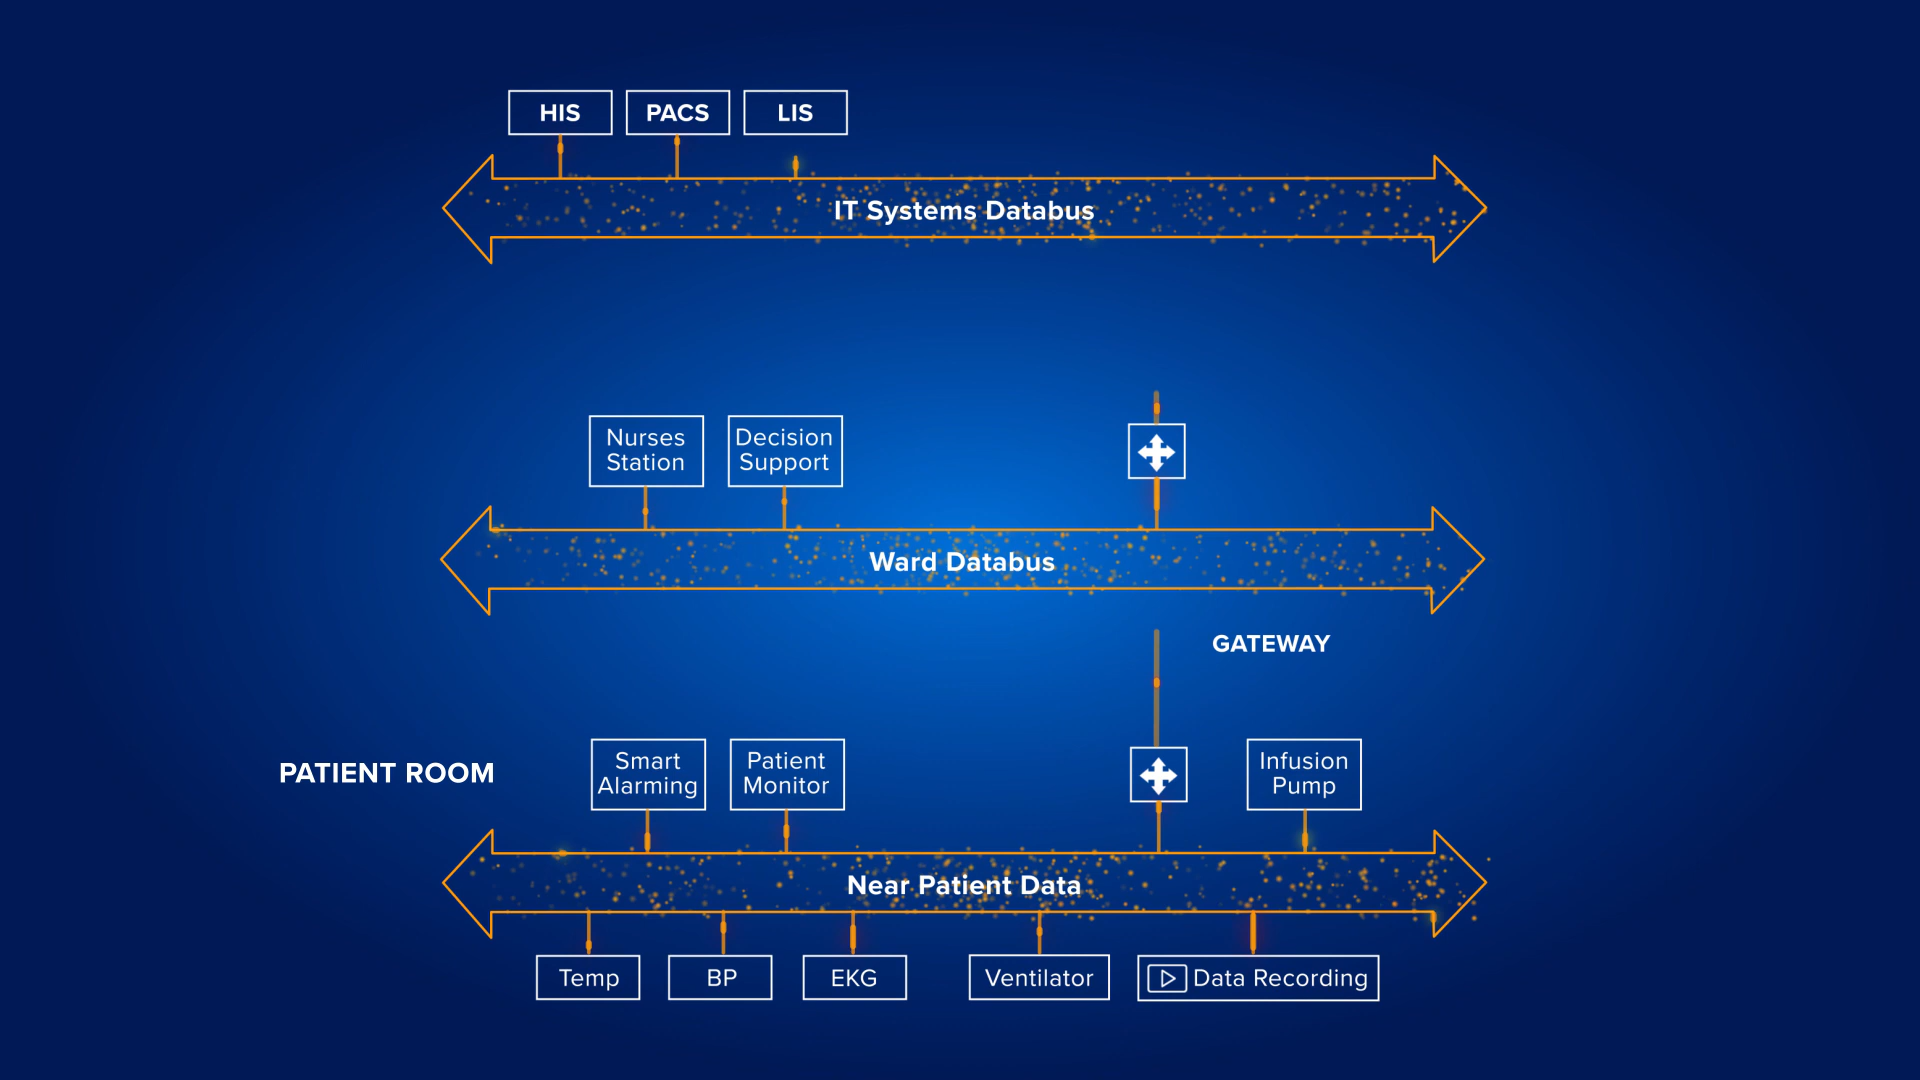 HIS
PACS
LIS
IT Systems Databus
Nurses
Station
Decision
Support
Ward Databus
GATEWAY
PATIENT ROOM
Smart
Alarming
Patient
Monitor
Infusion
Pump
Near Patient Data
Temp
BP
EKG
Ventilator
Data Recording